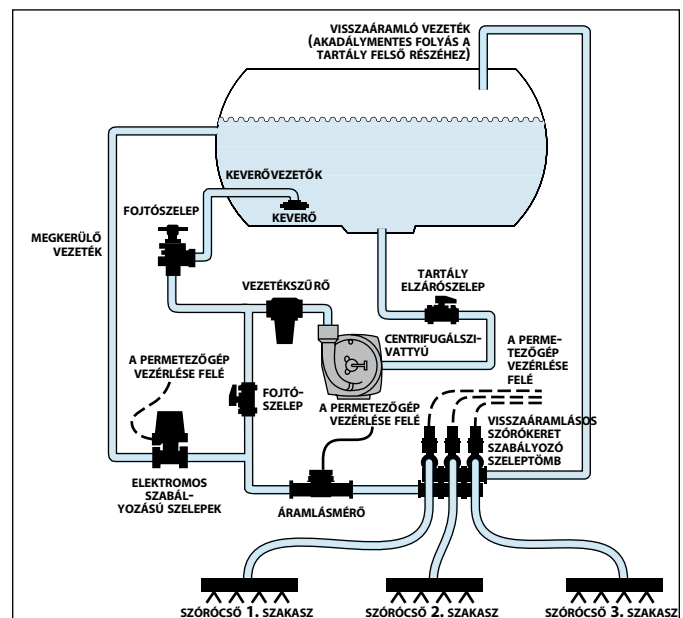 VISSZAÁRAMLÓ VEZETÉK
(AKADÁLYMENTES FOLYÁS A
TARTÁLY FELSŐ RÉSZÉHEZ)
KEVERŐVEZETŐK
FOJTÓSZELEP
KEVERŐ
MEGKERÜLŐ
VEZETÉK
VEZETÉKSZŰRŐ
TARTÁLY
ELZÁRÓSZELEP
CENTRIFUGÁLSZI-
VATTYÚ
A PERME-
TEZŐGÉP
VEZÉRLÉSE
FELÉ
A PERMETEZŐGÉP
VEZÉRLÉSE FELÉ
FOJTÓ-
SZELEP
A PERMETEZŐGÉP
VEZÉRLÉSE FELÉ
VISSZAÁRAMLÁSOS
SZÓRÓKERET
SZABÁLYOZÓ
SZELEPTÖMB
ELEKTROMOS
SZABÁL-
YOZÁSÚ SZELEPEK
ÁRAMLÁSMÉRŐ
SZÓRÓCSŐ 1. SZAKASZ
SZÓRÓCSŐ 2. SZAKASZ
SZÓRÓCSŐ 3. SZAKASZ